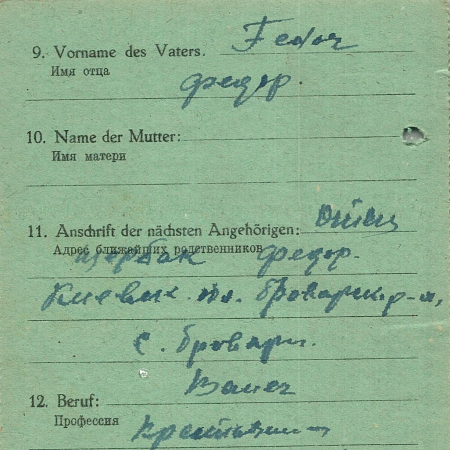 9. Vorname des Vaters. Fedor
Имя отца
Федор.
10. Name der Mutter:
Имя матери
11. Anschrift der nächsten Angehörigen: Отец
Адрес ближайших родственников
Щербак Федор.
Киевск. обл. Броварск. р-н,
с. Бровари.
12. Beruf: Bauer
Профессия Крестьянин